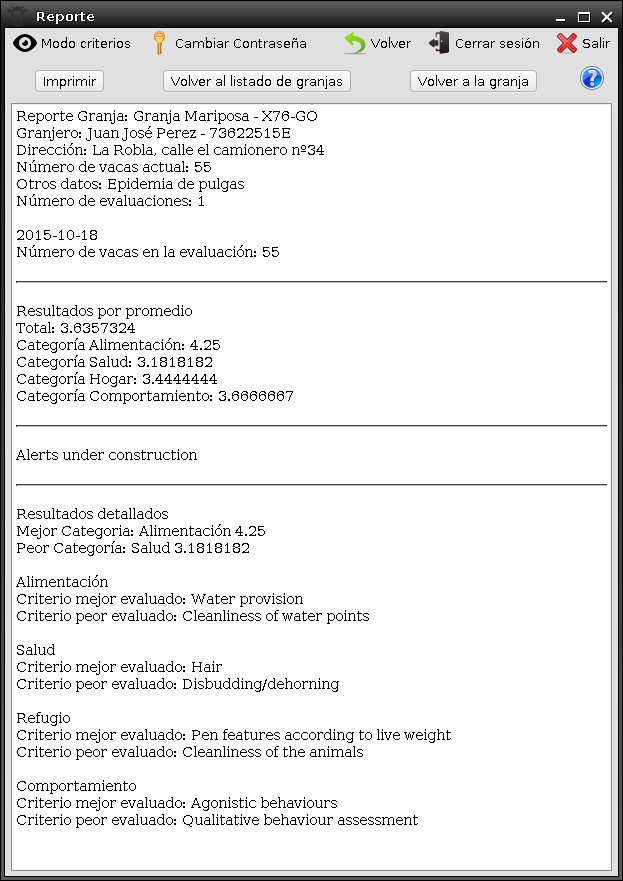 Reporte
Modo criterios
Cambiar Contraseña
Volver
Cerrar sesión
Salir
Imprimir
Volver al listado de granjas
Volver a la granja
?
Reporte Granja: Granja Mariposa - X76-GO
Granjero: Juan José Perez - 73622515E
Dirección: La Robla, calle el camionero nº34
Número de vacas actual: 55
Otros datos: Epidemia de pulgas
Número de evaluaciones: 1
2015-10-18
Número de vacas en la evaluación: 55
Resultados por promedio
Total: 3.6357324
Categoría Alimentación: 4.25
Categoría Salud: 3.1818182
Categoría Hogar: 3.4444444
Categoría Comportamiento: 3.6666667
Alerts under construction
Resultados detallados
Mejor Categoria: Alimentación 4.25
Peor Categoría: Salud 3.1818182
Alimentación
Criterio mejor evaluado: Water provision
Criterio peor evaluado: Cleanliness of water points
Salud
Criterio mejor evaluado: Hair
Criterio peor evaluado: Disbudding/dehorning
Refugio
Criterio mejor evaluado: Pen features according to live weight
Criterio peor evaluado: Cleanliness of the animals
Comportamiento
Criterio mejor evaluado: Agonistic behaviours
Criterio peor evaluado: Qualitative behaviour assessment